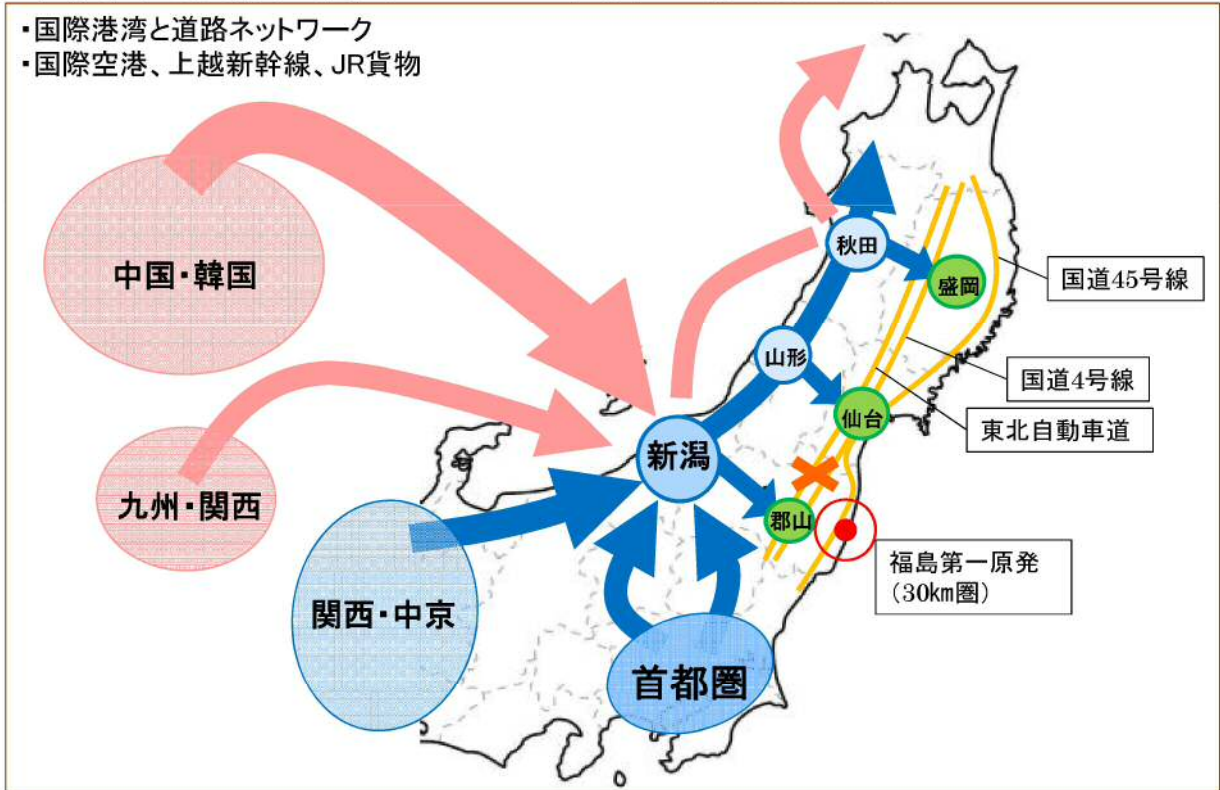 ▪国際港湾と道路ネットワーク
▪国際空港、上越新幹線、JR貨物
中国・韓国
九州・関西
関西・中京
首都圏
新潟
山形
秋田
盛岡
仙台
郡山
国道45号線
国道4号線
東北自動車道
福島第一原発
（30㎞圏）